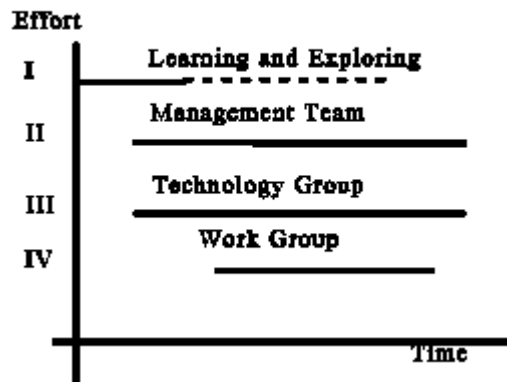 Effort
I
Learning and Exploring
Management Team
II
Technology Group
III
Work Group
IV
Time